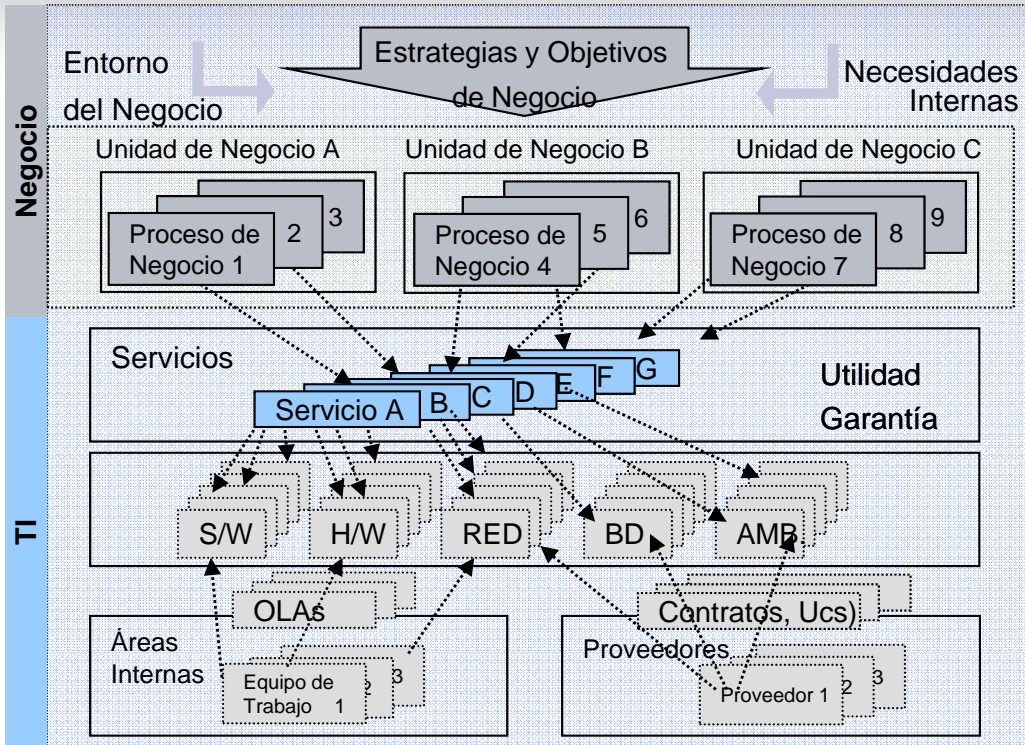 Negocio
TI
Entorno
del Negocio
Estrategias y Objetivos
de Negocio
Necesidades
Internas
Unidad de Negocio A
Unidad de Negocio B
Unidad de Negocio C
Proceso de
Negocio 1
2
3
Proceso de
Negocio 4
5
6
Proceso de
Negocio 7
8
9
Servicios
Servicio A
B
C
D
E
F
G
Utilidad
Garantía
S/W
H/W
RED
BD
AMB.
OLAs
Contratos, Ucs)
Áreas
Internas
Equipo de
Trabajo 1
2
3
Proveedores
Proveedor 1
2
3